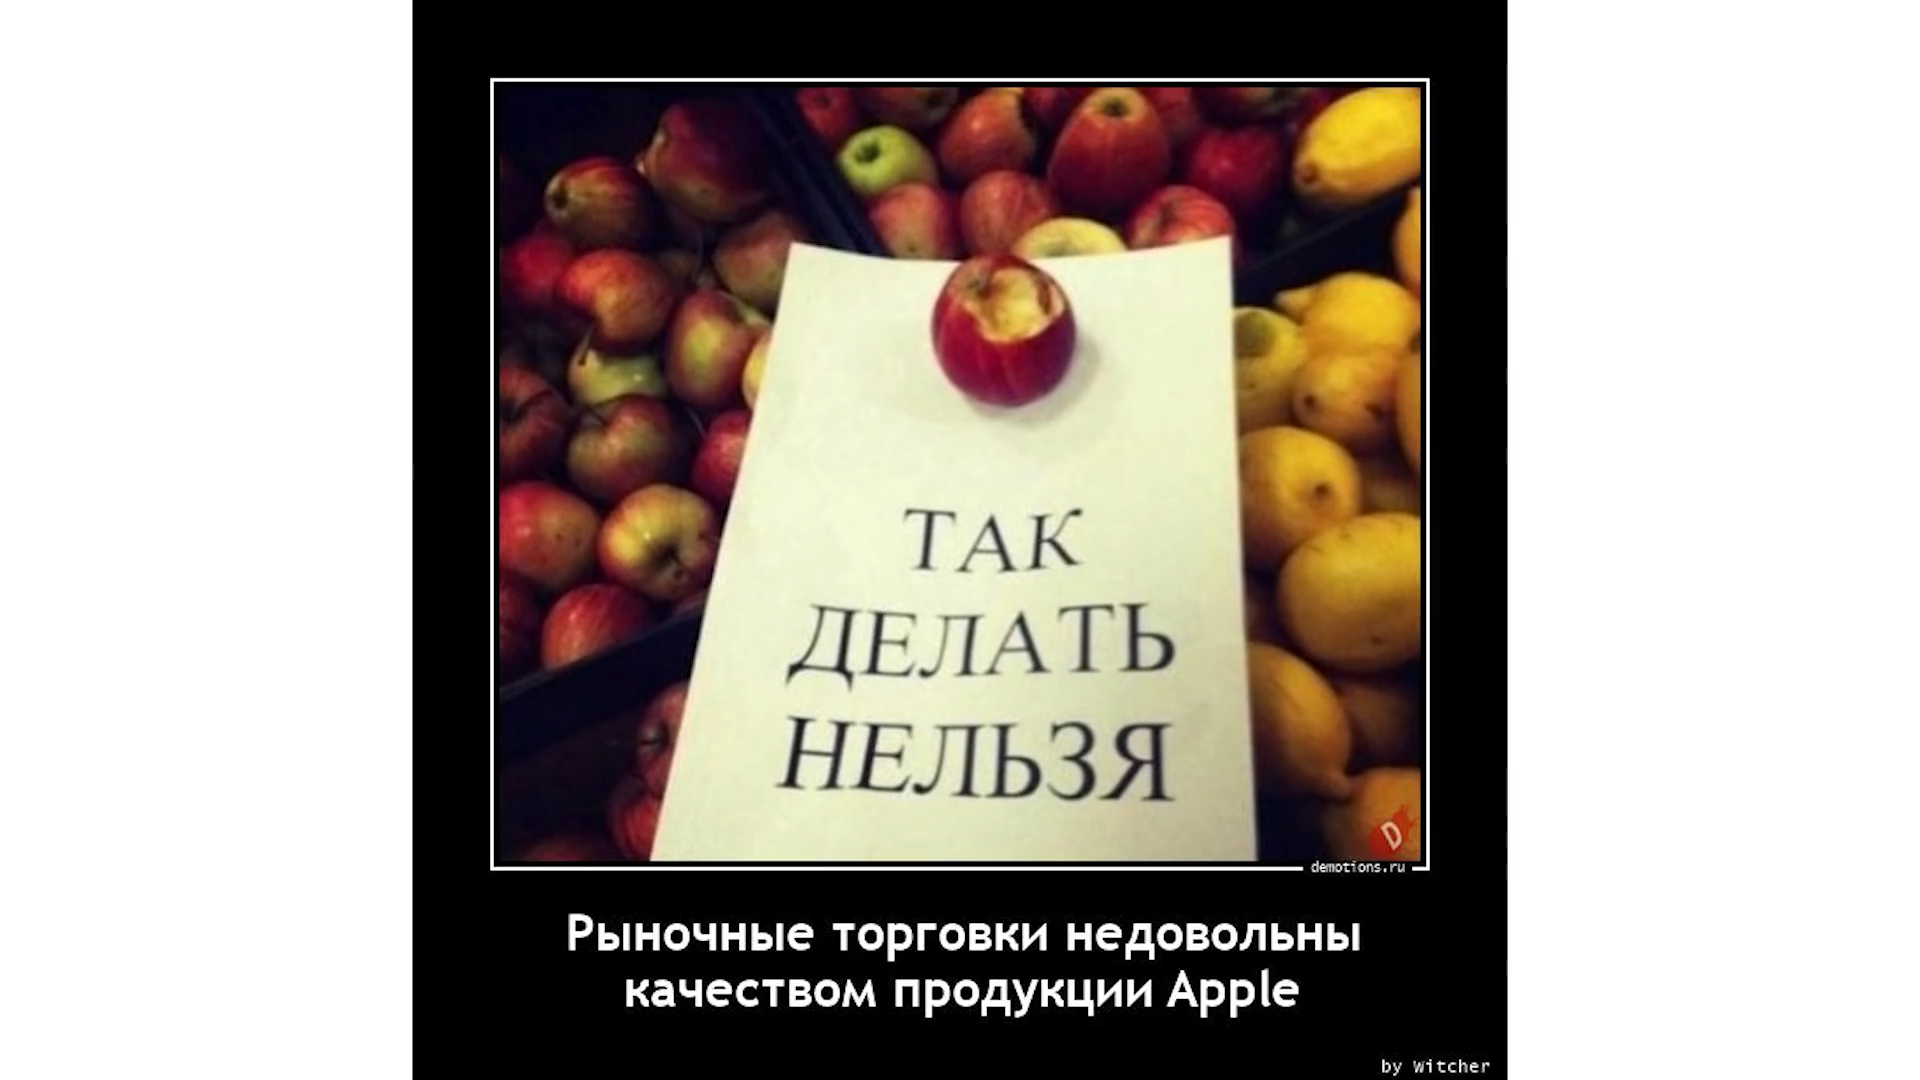 ТАК
ДЕЛАТЬ
НЕЛЬЗЯ
D
demotions.ru
Рыночные торговки недовольны
качеством продукции Apple
by Witcher